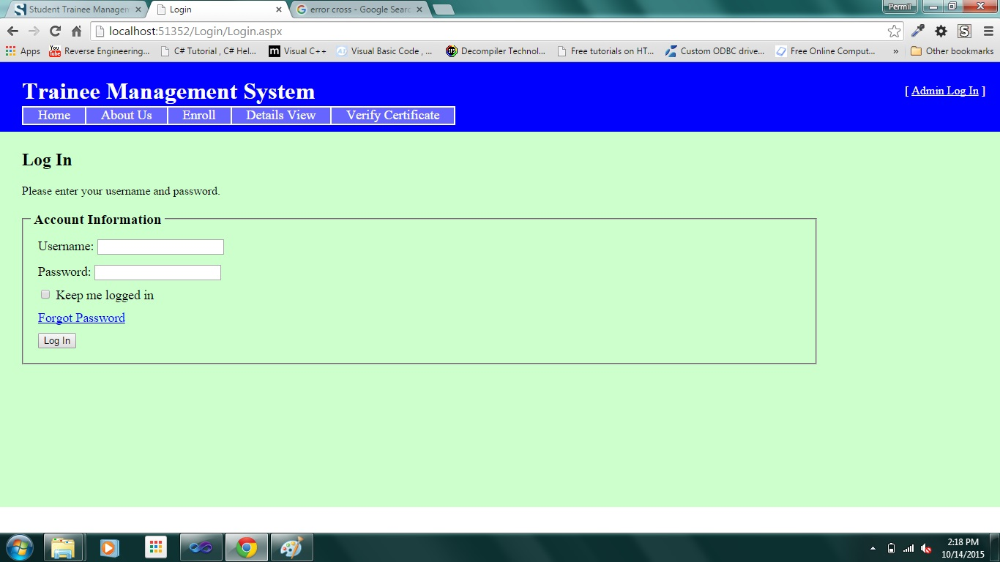 Student Trainee Managem
Login
error cross - Google Searc
Permil
localhost:51352/Login/Login.aspx
Apps
You Tube Reverse Engineering...
C# Tutorial , C# Hel...
m Visual C++
Visual Basic Code , ...
Decompiler Technol...
Free tutorials on HT...
Custom ODBC drive...
Free Online Comput...
»
Other bookmarks
Trainee Management System
[ Admin Log In ]
Home About Us Enroll Details View Verify Certificate
Log In
Please enter your username and password.
Account Information
Username:
Password:
Keep me logged in
Forgot Password
Log In
2:18 PM
10/14/2015